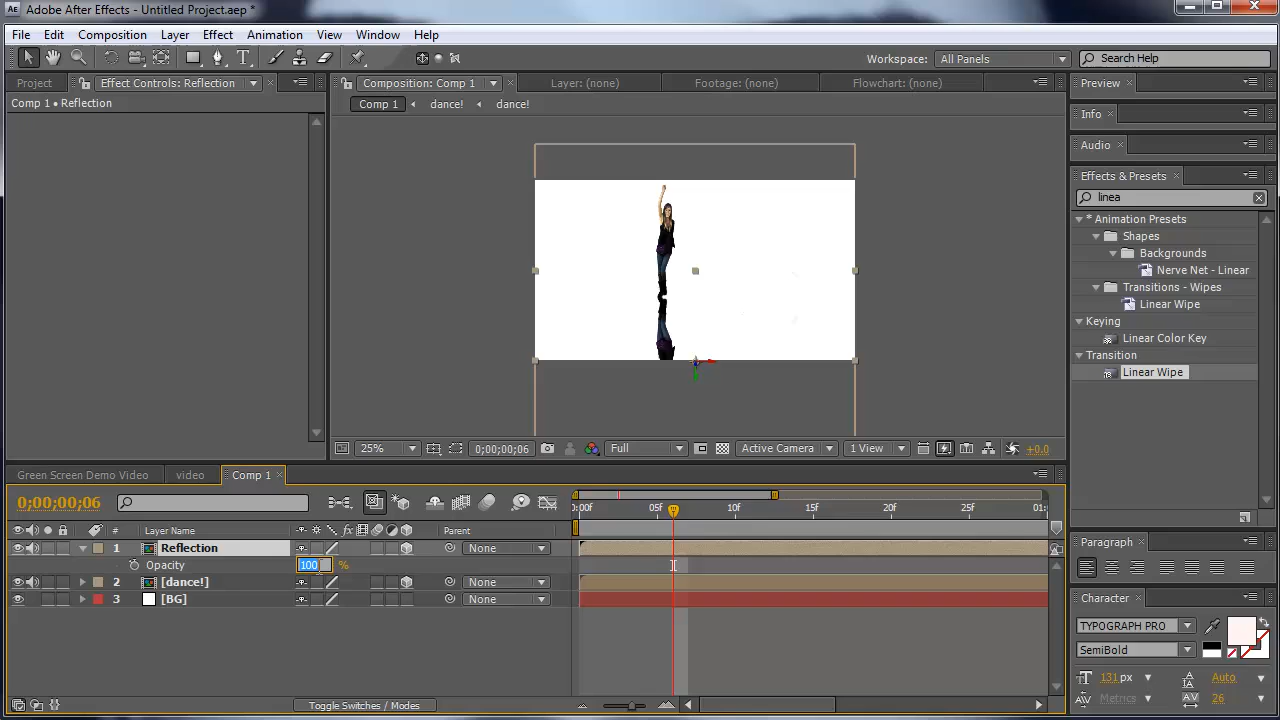 Adobe After Effects - Untitled Project.aep *
File Edit Composition Layer Effect Animation View Window Help
Workspace: All Panels Search Help
Project Effect Controls: Reflection Composition: Comp 1 Layer: (none) Footage: (none) Flowchart: (none) Preview
Comp 1 • Reflection
Comp 1 dance! dance!
Info
Audio
Effects & Presets
linea
* Animation Presets
Shapes
Backgrounds
Nerve Net - Linear
Transitions - Wipes
Linear Wipe
Keying
Linear Color Key
Transition
Linear Wipe
25% 0;00;00;06 Full Active Camera 1 View +0.0
Green Screen Demo Video video Comp 1
0;00;00;06
0:00f 05f 10f 15f 20f 25f 01:0
# Layer Name fx Parent
1 Reflection None
Opacity 100 %
2 [dance!] None
3 [BG] None
Toggle Switches / Modes
Paragraph
Character
TYPOGRAPH PRO
SemiBold
131 px Auto
Metrics 26